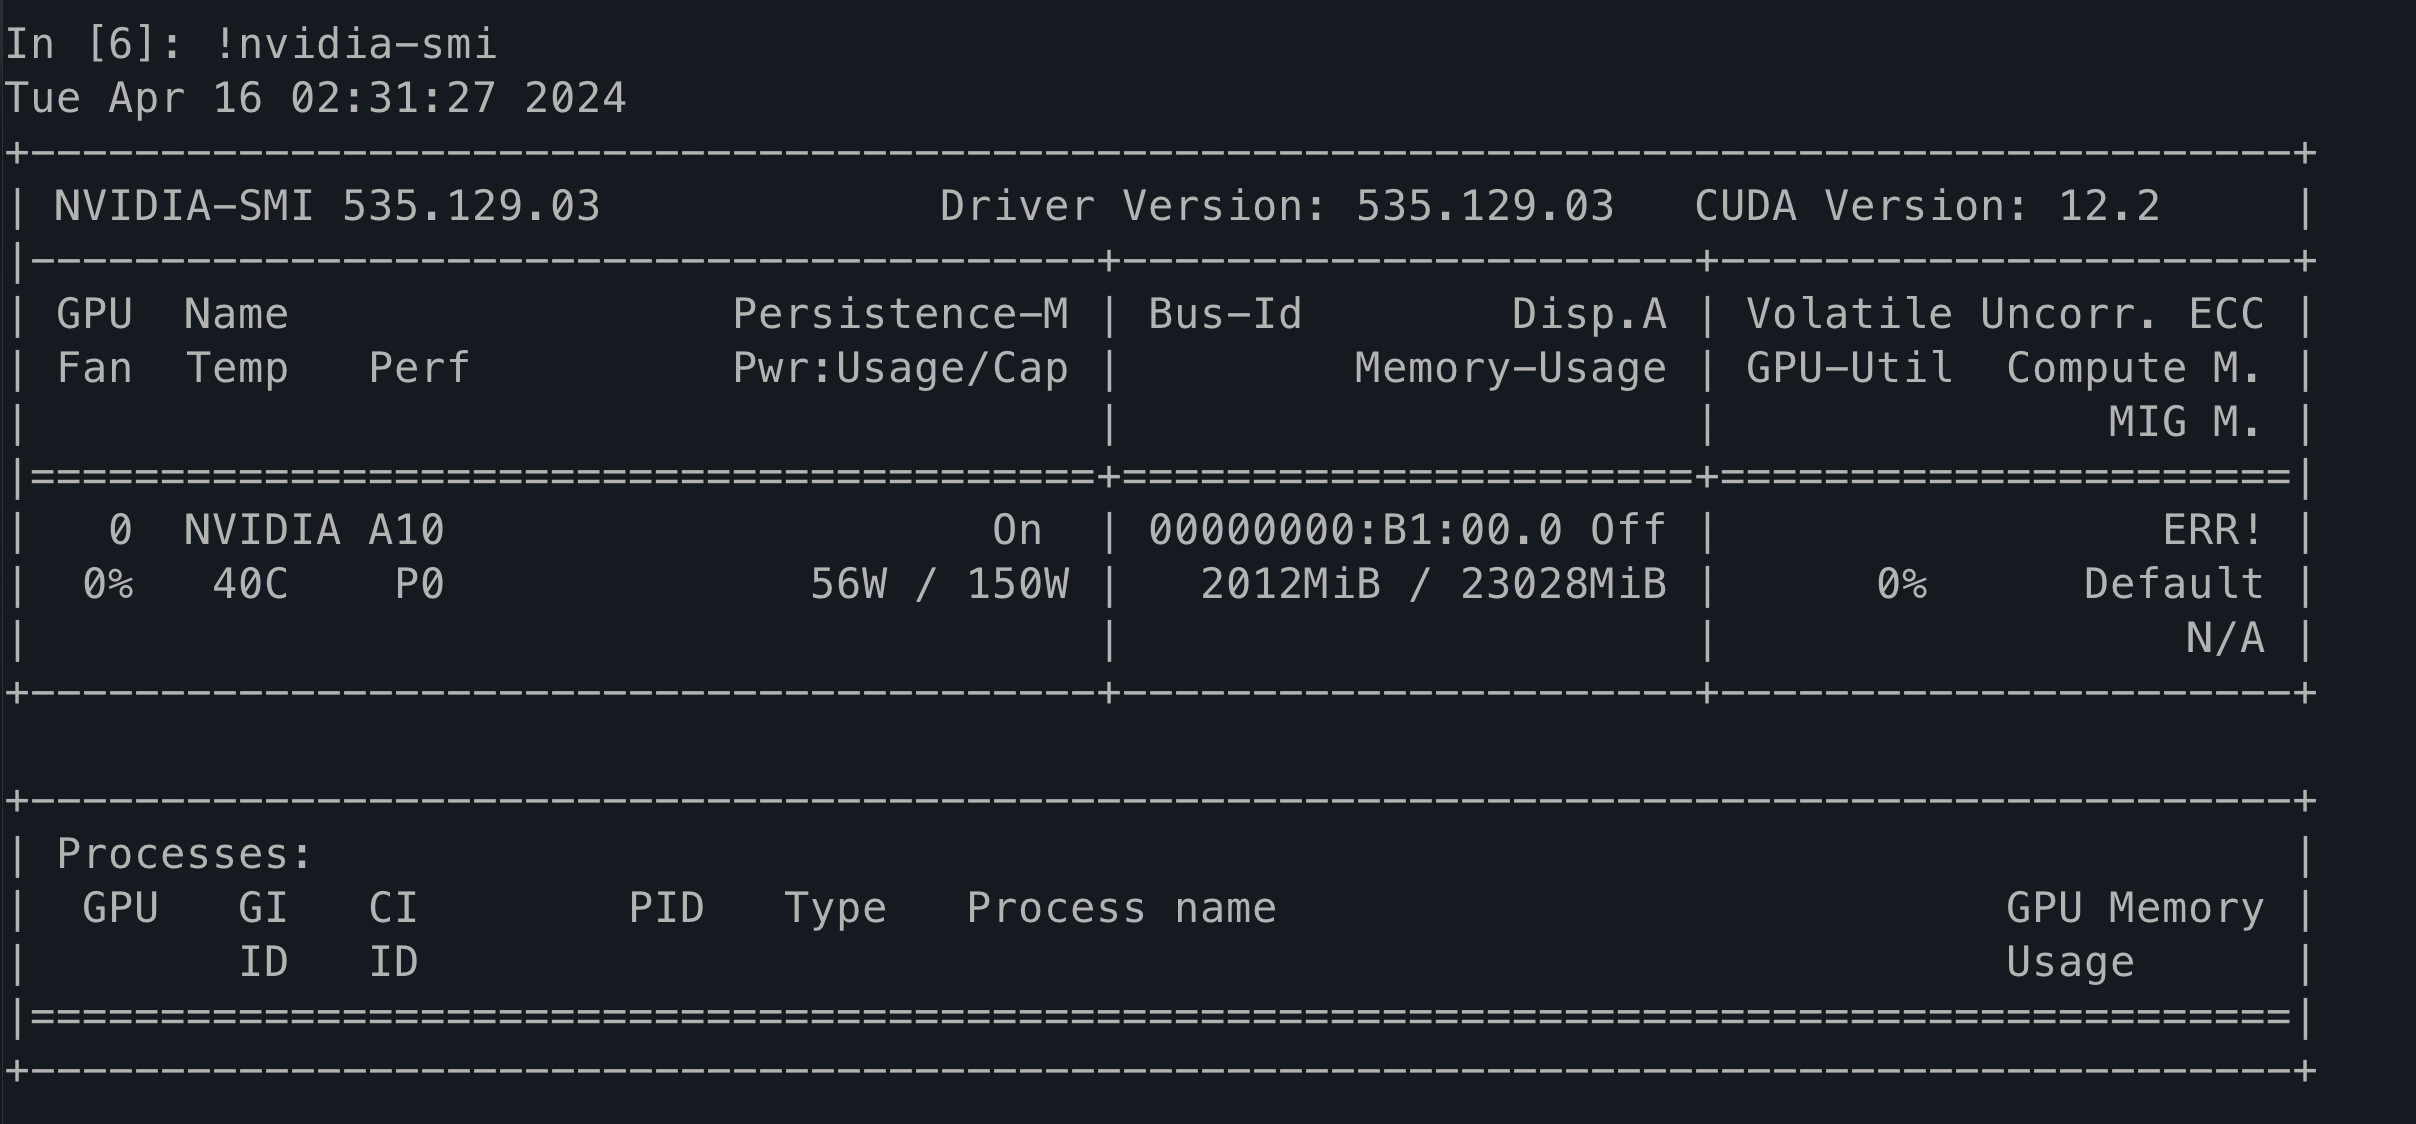 In [6]: !nvidia-smi
Tue Apr 16 02:31:27 2024
+---------------------------------------------------------------------------------------+
| NVIDIA-SMI 535.129.03             Driver Version: 535.129.03   CUDA Version: 12.2     |
|-----------------------------------------+----------------------+----------------------+
| GPU  Name                 Persistence-M | Bus-Id        Disp.A | Volatile Uncorr. ECC |
| Fan  Temp   Perf          Pwr:Usage/Cap |         Memory-Usage | GPU-Util  Compute M. |
|                                         |                      |               MIG M. |
|=========================================+======================+======================|
|   0  NVIDIA A10                     On  | 00000000:B1:00.0 Off |                 ERR! |
|  0%   40C    P0              56W / 150W |   2012MiB / 23028MiB |      0%      Default |
|                                         |                      |                  N/A |
+-----------------------------------------+----------------------+----------------------+
+---------------------------------------------------------------------------------------+
| Processes:                                                                            |
|  GPU   GI   CI        PID   Type   Process name                            GPU Memory |
|        ID   ID                                                             Usage      |
|=======================================================================================|
+---------------------------------------------------------------------------------------+